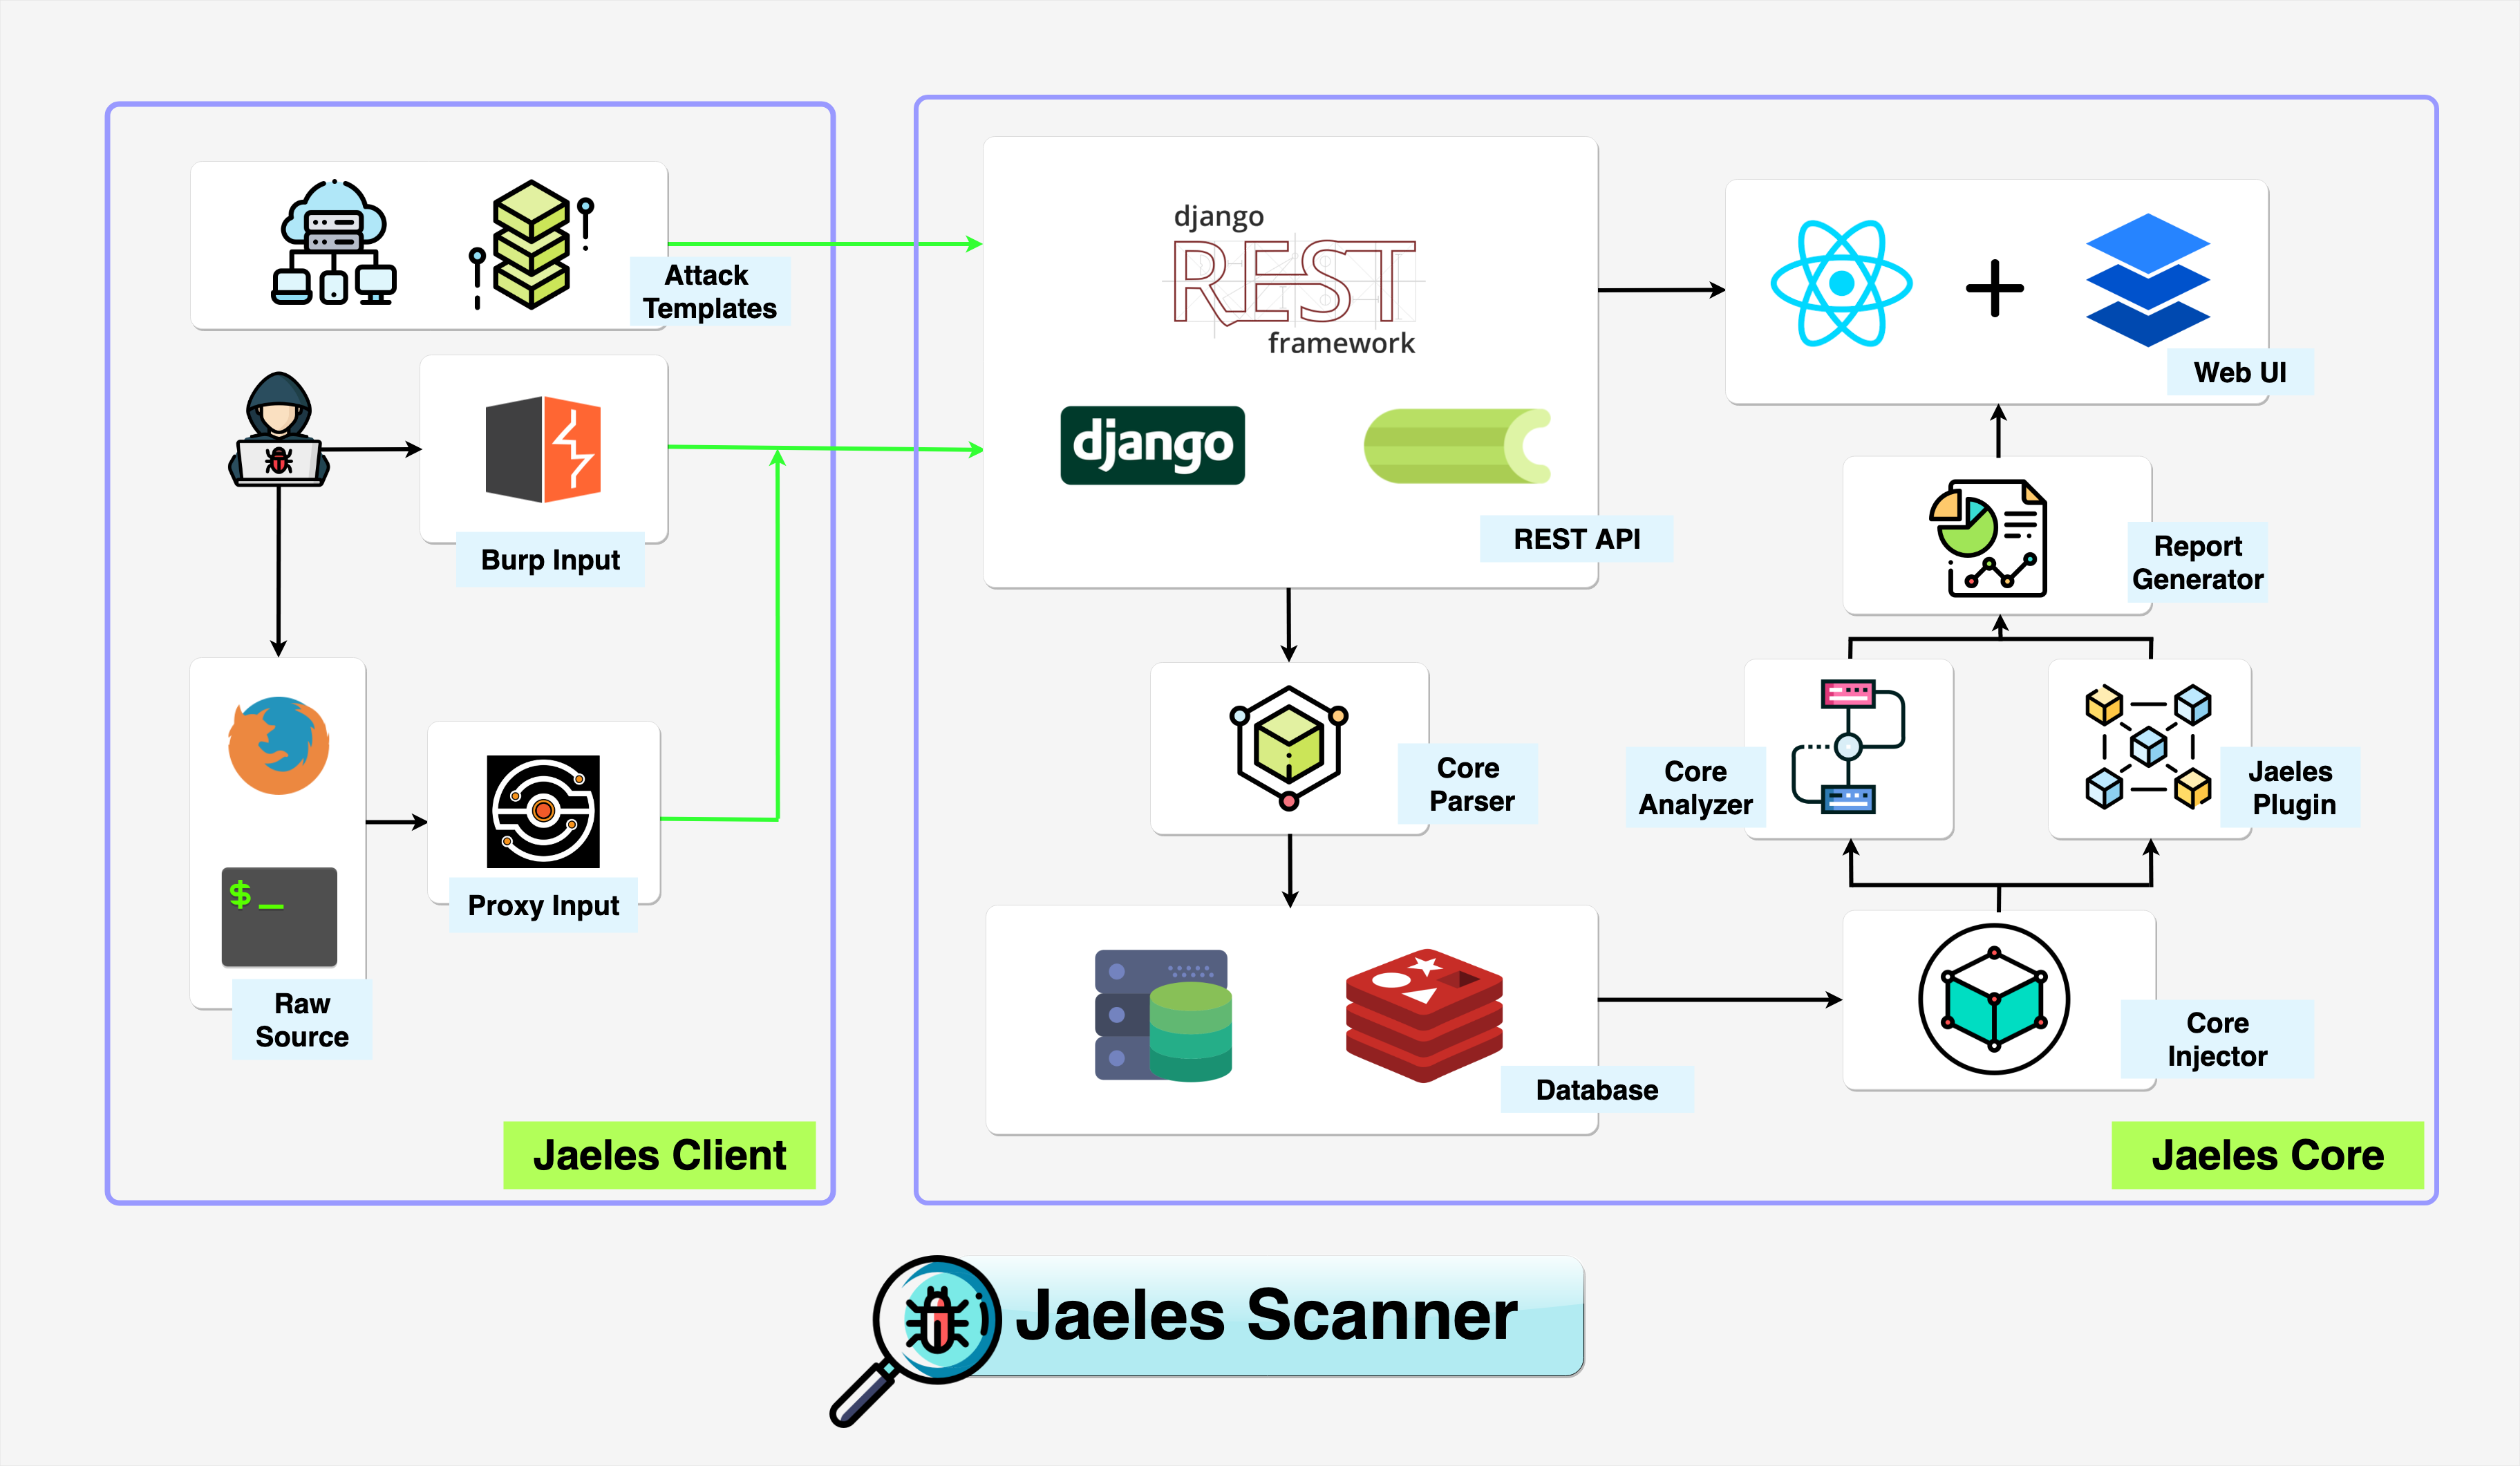 Attack
Templates
Burp Input
Raw
Source
$_
Proxy Input
Jaeles Client
django
REST
framework
django
REST API
Web UI
Report
Generator
Core
Parser
Core
Analyzer
Jaeles
Plugin
Database
Core
Injector
Jaeles Core
Jaeles Scanner